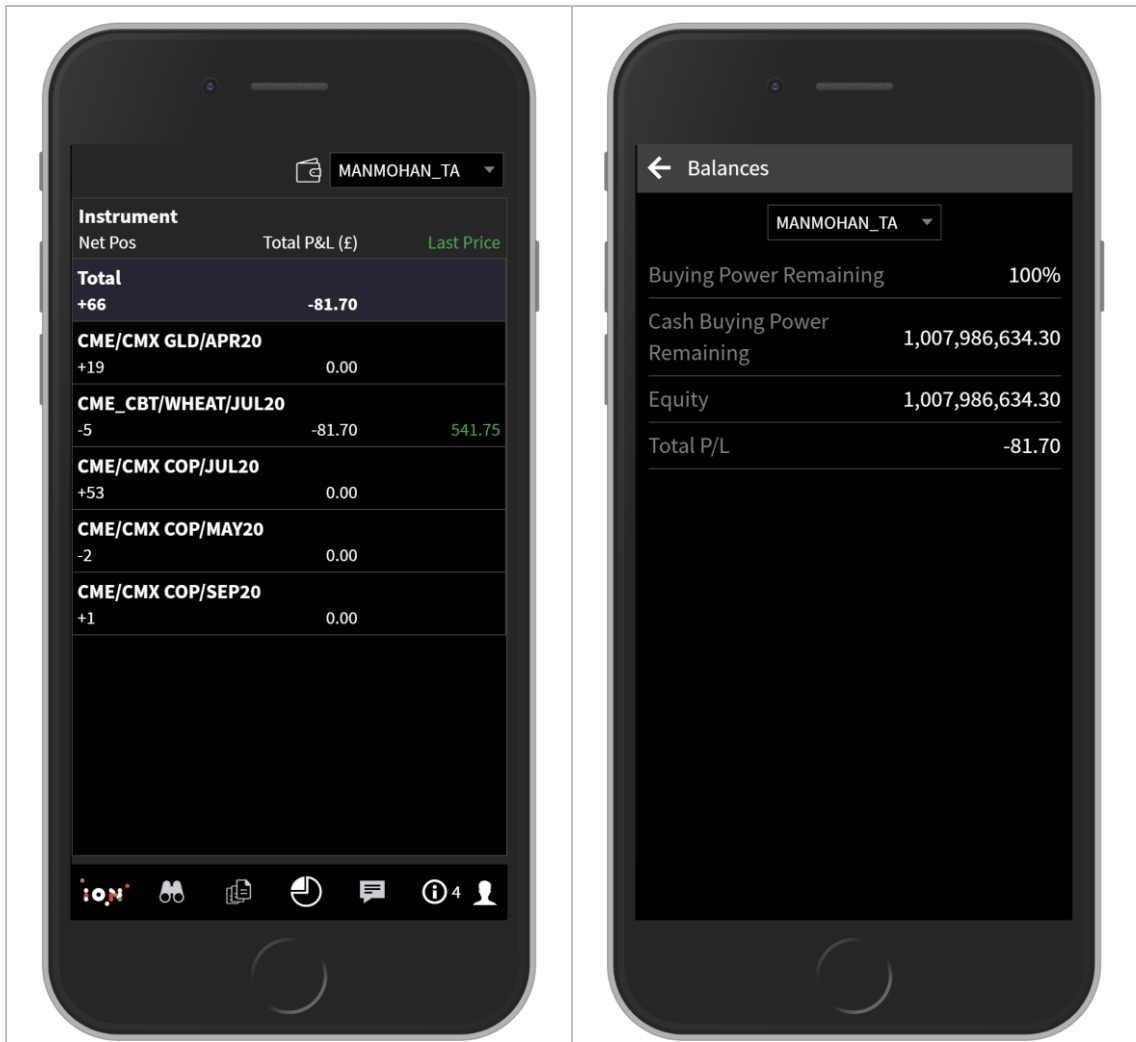 MANMOHAN_TA
Instrument
Net Pos Total P&L (£) Last Price
Total
+66 -81.70
CME/CMX GLD/APR20
+19 0.00
CME_CBT/WHEAT/JUL20
-5 -81.70 541.75
CME/CMX COP/JUL20
+53 0.00
CME/CMX COP/MAY20
-2 0.00
CME/CMX COP/SEP20
+1 0.00
ION
4
Balances
MANMOHAN_TA
Buying Power Remaining 100%
Cash Buying Power
Remaining 1,007,986,634.30
Equity 1,007,986,634.30
Total P/L -81.70